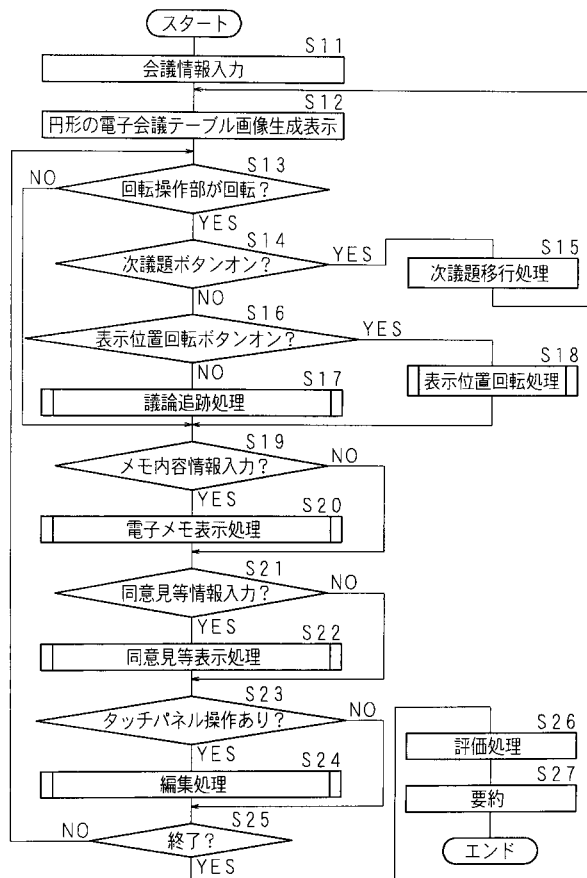 スタート
S11
会議情報入力
S12
円形の電子会議テーブル画像生成表示
S13
回転操作部が回転？
NO
YES
S14
次議題ボタンオン？
YES
NO
S15
次議題移行処理
S16
表示位置回転ボタンオン？
YES
NO
S17
議論追跡処理
S18
表示位置回転処理
S19
メモ内容情報入力？
NO
YES
S20
電子メモ表示処理
S21
同意見等情報入力？
NO
YES
S22
同意見等表示処理
S23
タッチパネル操作あり？
NO
YES
S24
編集処理
S25
終了？
NO
YES
S26
評価処理
S27
要約
エンド